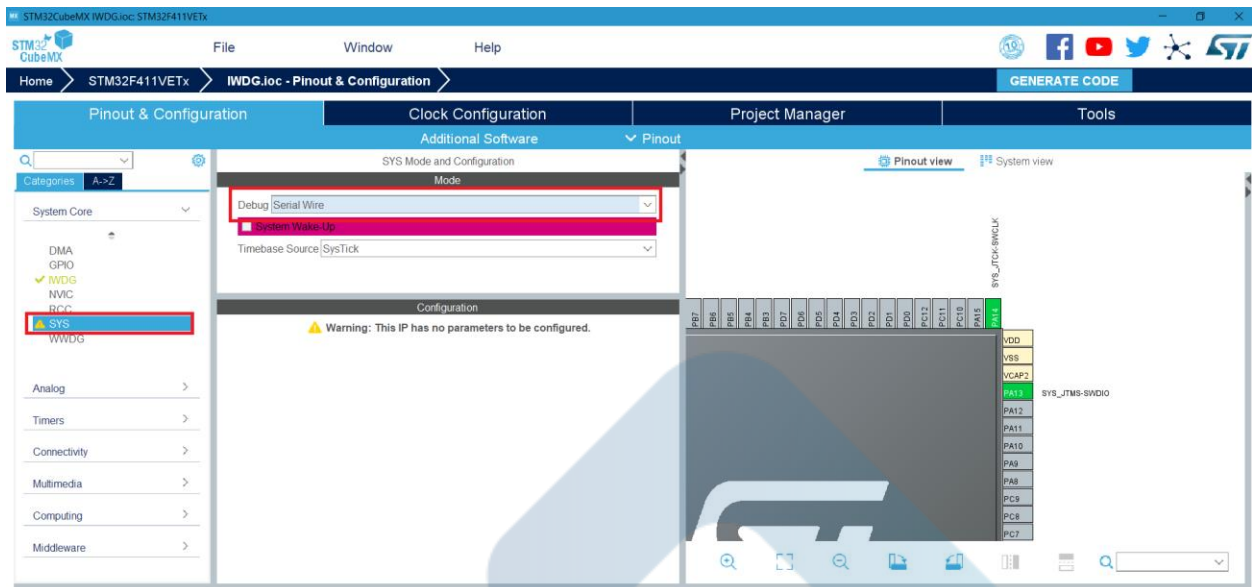 MX STM32CubeMX IWDG.ioc: STM32F411VETx
STM32 CubeMX
File Window Help
10
Home STM32F411VETx IWDG.ioc - Pinout & Configuration GENERATE CODE
Pinout & Configuration Clock Configuration Project Manager Tools
Additional Software Pinout
SYS Mode and Configuration
Pinout view System view
Categories A->Z
Mode
System Core
Debug Serial Wire
System Wake-Up
Timebase Source SysTick
DMA
GPIO
IWDG
NVIC
RCC
SYS
WWDG
Configuration
Warning: This IP has no parameters to be configured.
Analog
Timers
Connectivity
Multimedia
Computing
Middleware
SYS_JTCK-SWCLK
PB7 PB6 PB5 PB4 PB3 PD7 PD6 PD5 PD4 PD3 PD2 PD1 PD0 PC12 PC11 PC10 PA15 PA14
VDD
VSS
VCAP2
PA13 SYS_JTMS-SWDIO
PA12
PA11
PA10
PA9
PA8
PC9
PC8
PC7